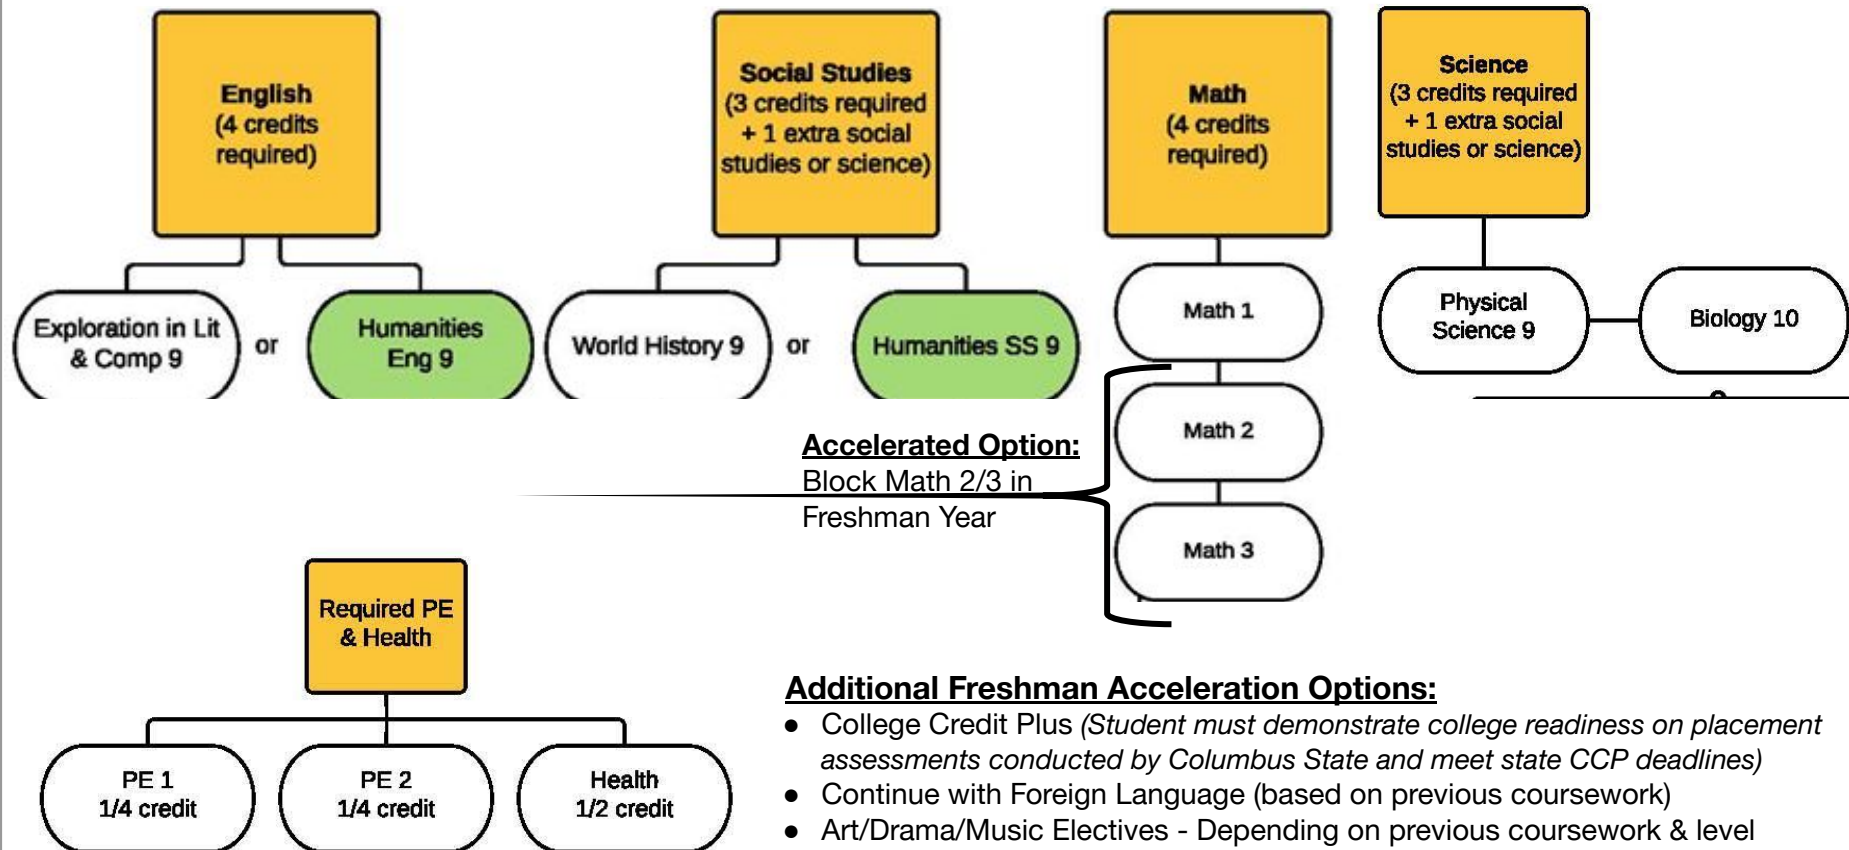 English
(4 credits
required)
Social Studies
(3 credits required
+ 1 extra social
studies or science)
Math
(4 credits
required)
Science
(3 credits required
+ 1 extra social
studies or science)
Exploration in Lit
& Comp 9
or
Humanities
Eng 9
World History 9
or
Humanities SS 9
Math 1
Physical
Science 9
Biology 10
Math 2
Math 3
Accelerated Option:
Block Math 2/3 in
Freshman Year
Required PE
& Health
PE 1
1/4 credit
PE 2
1/4 credit
Health
1/2 credit
Additional Freshman Acceleration Options:
● College Credit Plus (Student must demonstrate college readiness on placement
assessments conducted by Columbus State and meet state CCP deadlines)
● Continue with Foreign Language (based on previous coursework)
● Art/Drama/Music Electives - Depending on previous coursework & level